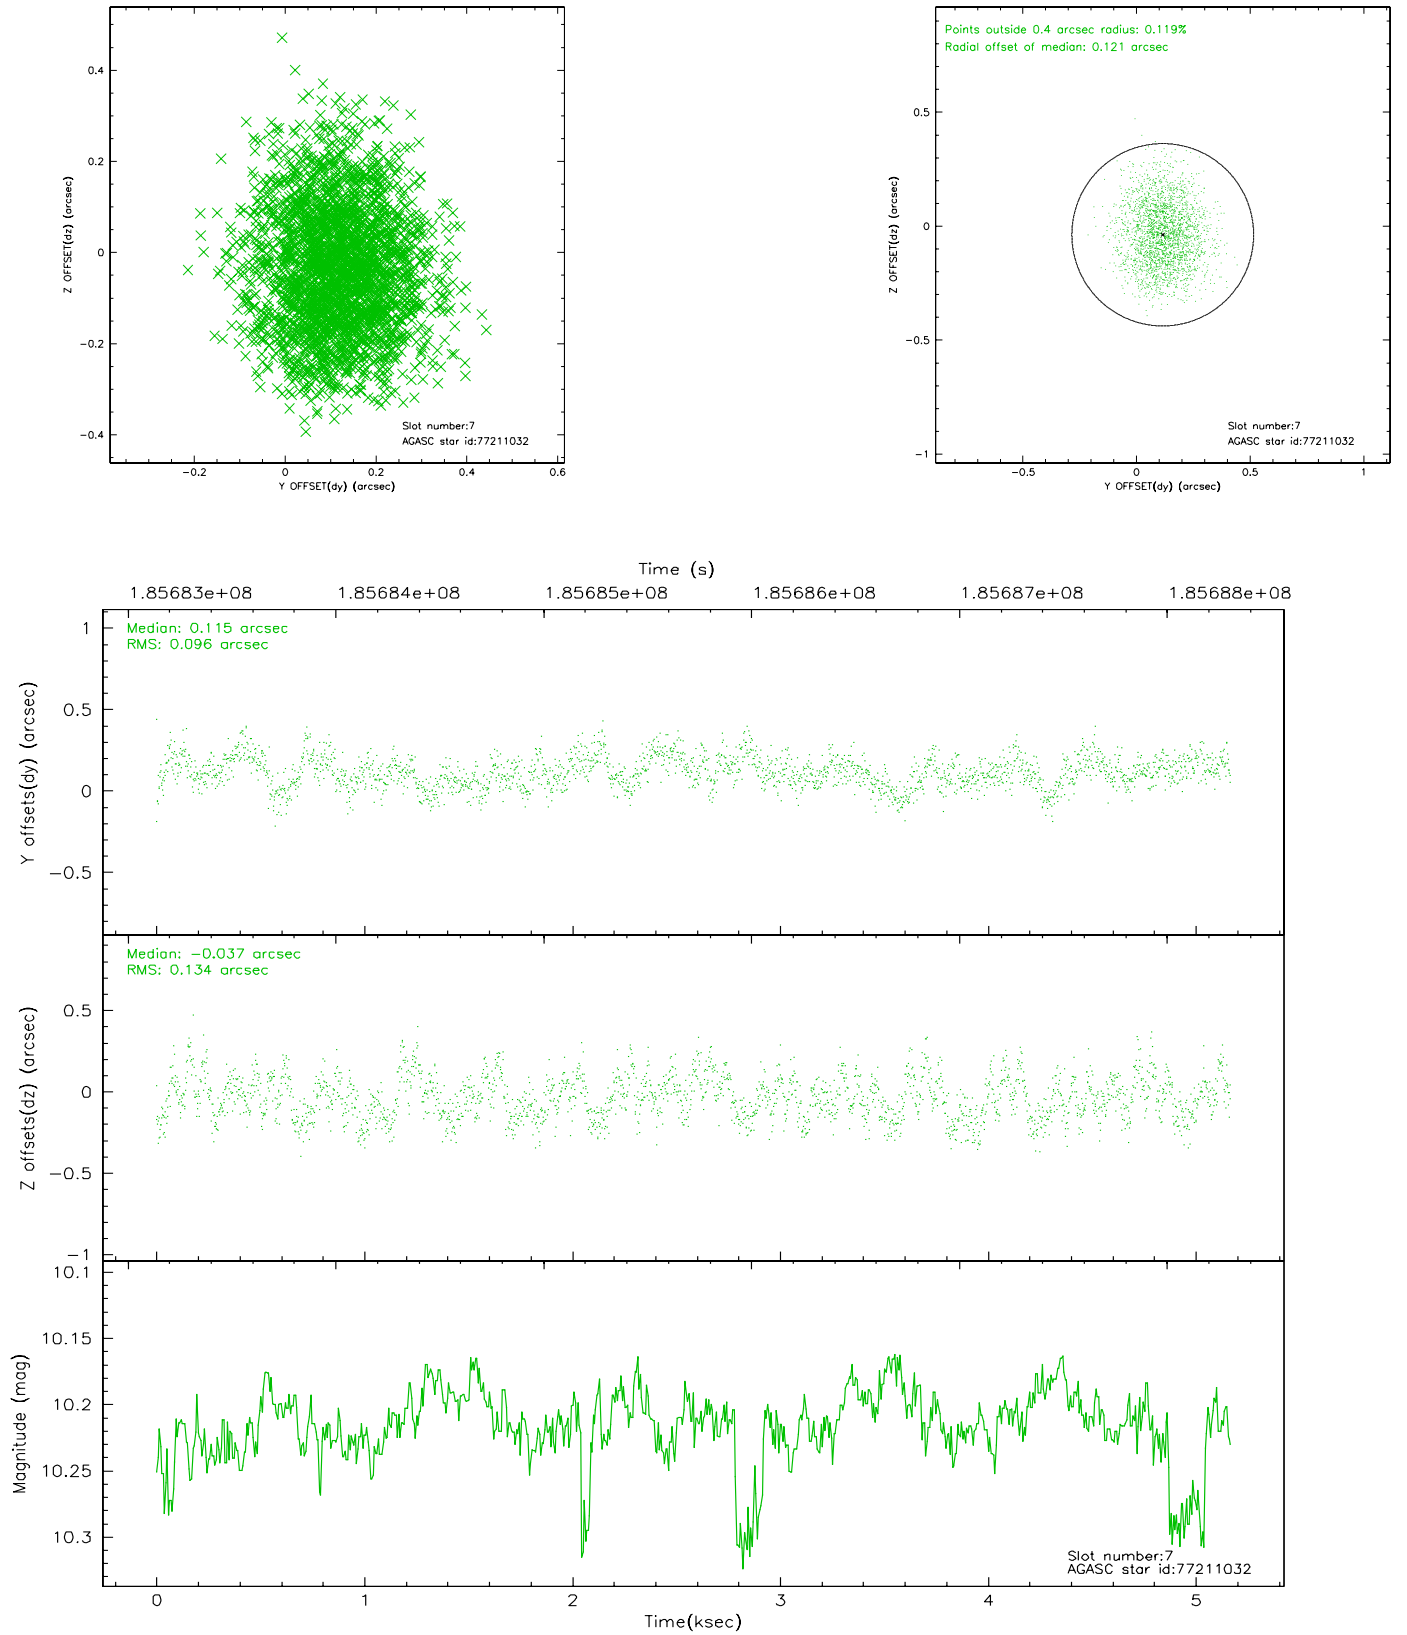 0.4
0.2
0
−0.2
−0.4
Z OFFSET(dz) (arcsec)
Slot number:7
AGASC star id:77211032
−0.2 0 0.2 0.4 0.6
Y OFFSET(dy) (arcsec)
Points outside 0.4 arcsec radius: 0.119%
Radial offset of median: 0.121 arcsec
0.5
0
−0.5
−1
Z OFFSET(dz) (arcsec)
Slot number:7
AGASC star id:77211032
−0.5 0 0.5 1
Y OFFSET(dy) (arcsec)
Time (s)
1.85683e+08 1.85684e+08 1.85685e+08 1.85686e+08 1.85687e+08 1.85688e+08
Median: 0.115 arcsec
RMS: 0.096 arcsec
1
0.5
0
−0.5
Y offsets(dy) (arcsec)
Median: −0.037 arcsec
RMS: 0.134 arcsec
0.5
0
−0.5
−1
Z offsets(dz) (arcsec)
10.1
10.15
10.2
10.25
10.3
Magnitude (mag)
Slot number:7
AGASC star id:77211032
0 1 2 3 4 5
Time(ksec)